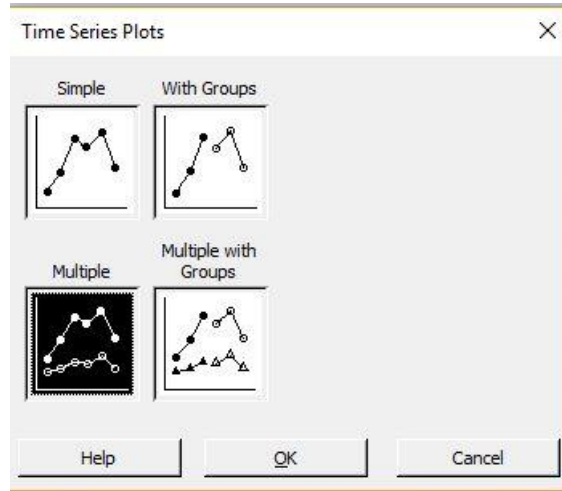 Time Series Plots
Simple
With Groups
Multiple
Multiple with
Groups
Help
OK
Cancel